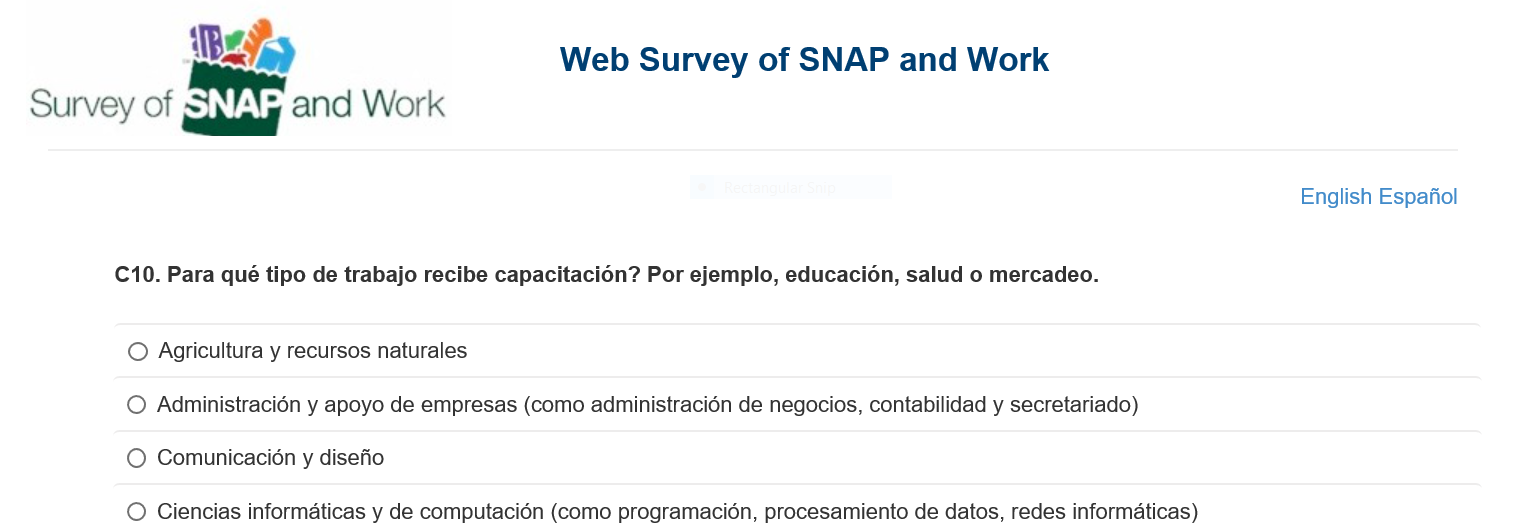 Survey of SNAP and Work
Web Survey of SNAP and Work
Rectangular Snip
English Español
C10. Para qué tipo de trabajo recibe capacitación? Por ejemplo, educación, salud o mercadeo.
Agricultura y recursos naturales
Administración y apoyo de empresas (como administración de negocios, contabilidad y secretariado)
Comunicación y diseño
Ciencias informáticas y de computación (como programación, procesamiento de datos, redes informáticas)